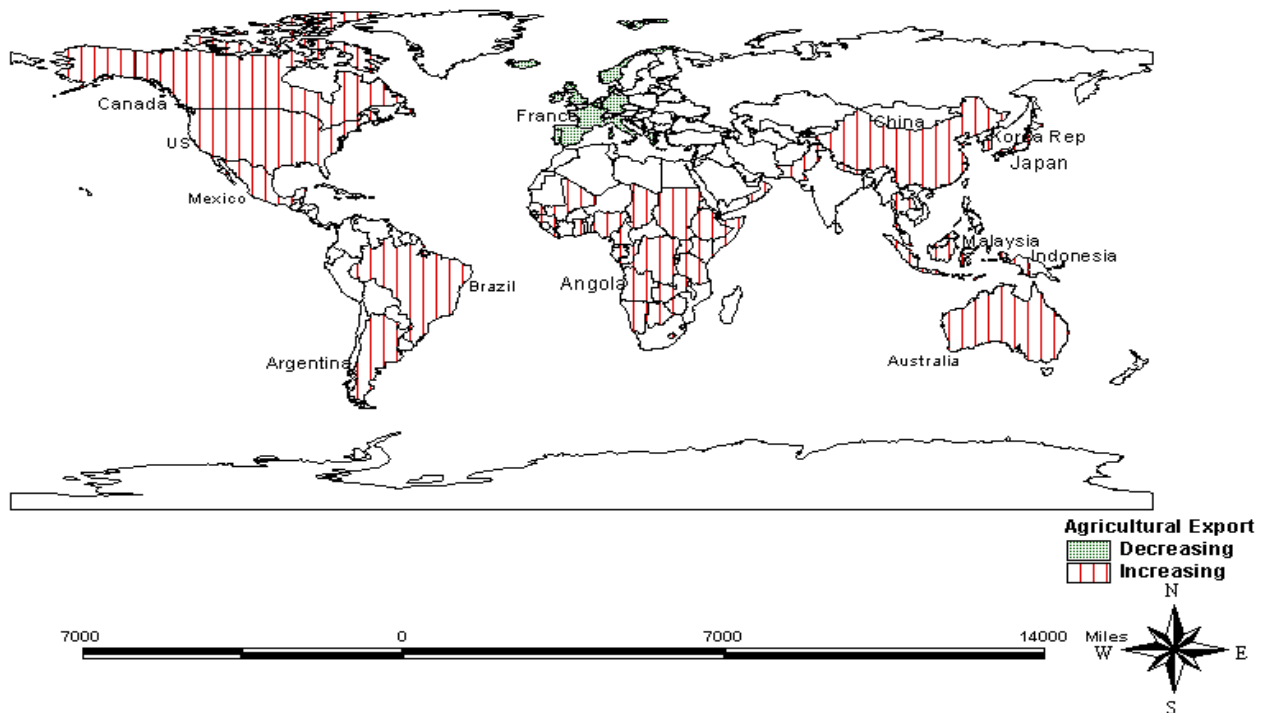 Canada
France
China
US
Korea Rep
Japan
Mexico
Malaysia
Indonesia
Angola
Brazil
Argentina
Australia
Agricultural Export
Decreasing
Increasing
N
7000 0 7000 14000 Miles
W E
S